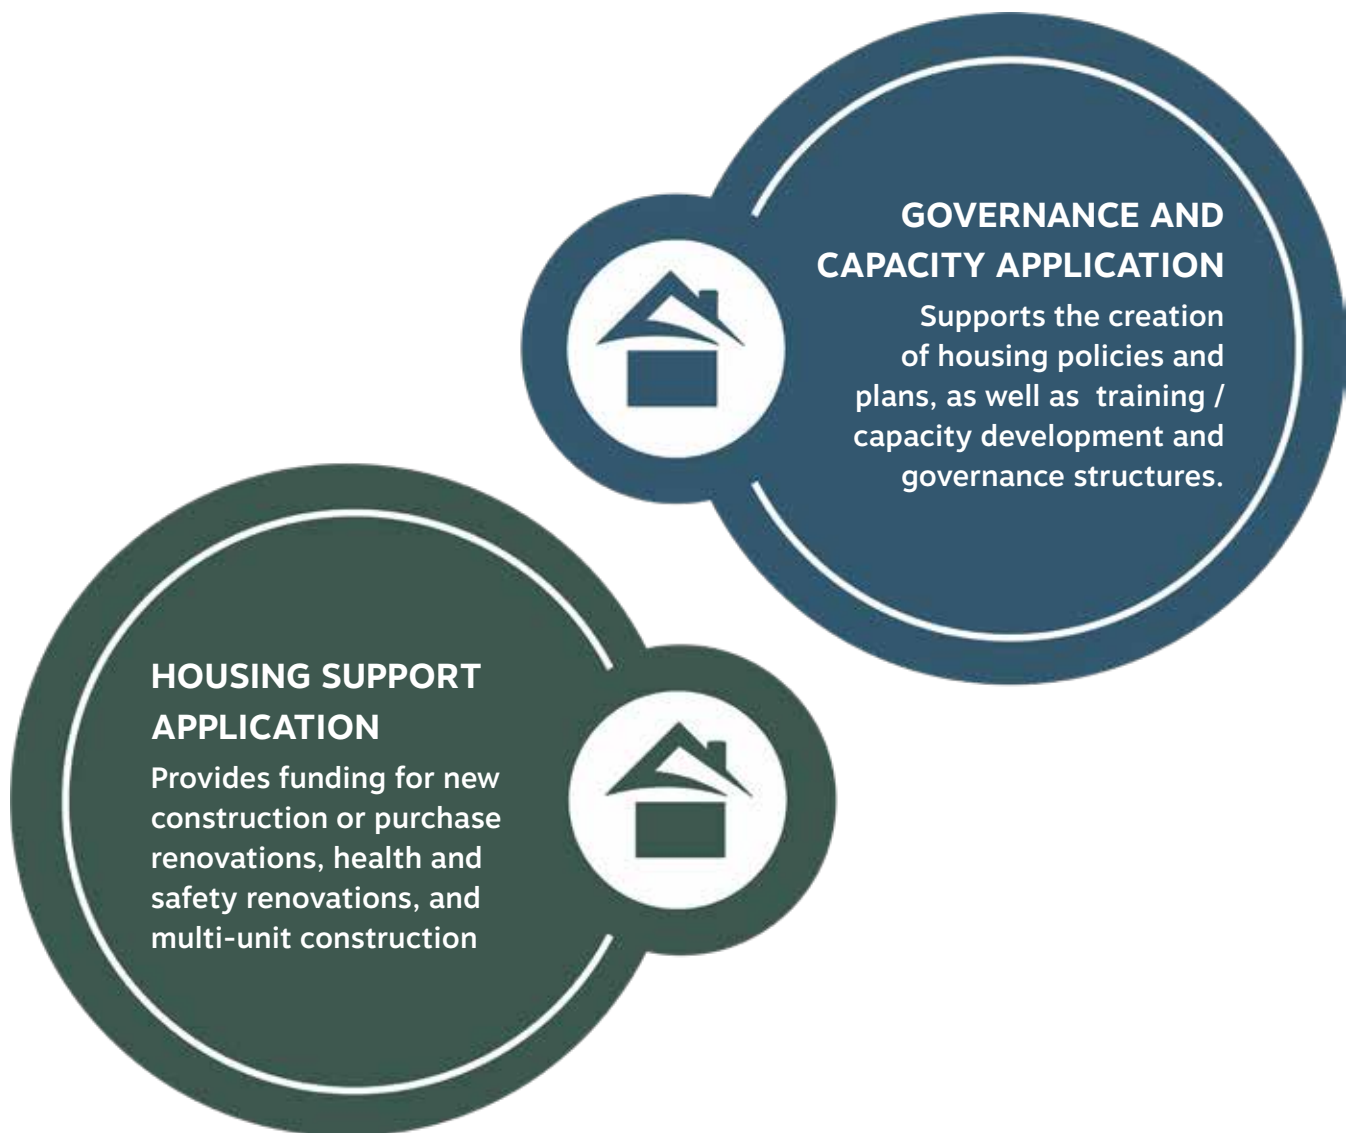 GOVERNANCE AND
CAPACITY APPLICATION
Supports the creation
of housing policies and
plans, as well as  training /
capacity development and
governance structures.
HOUSING SUPPORT
APPLICATION
Provides funding for new
construction or purchase
renovations, health and
safety renovations, and
multi-unit construction